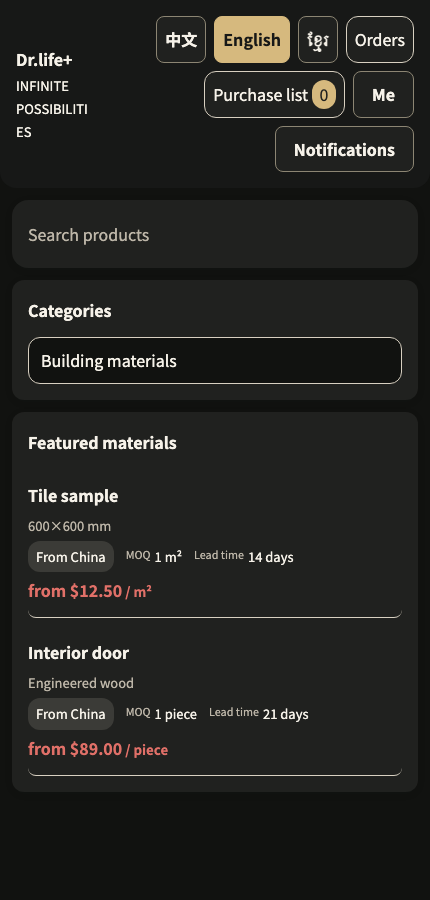 Dr.life+
INFINITE
POSSIBILITI
ES
中文
English
ខ្មែរ
Orders
Purchase list 0
Me
Notifications
Search products
Categories
Building materials
Featured materials
Tile sample
600×600 mm
From China MOQ 1 m² Lead time 14 days
from $12.50 / m²
Interior door
Engineered wood
From China MOQ 1 piece Lead time 21 days
from $89.00 / piece